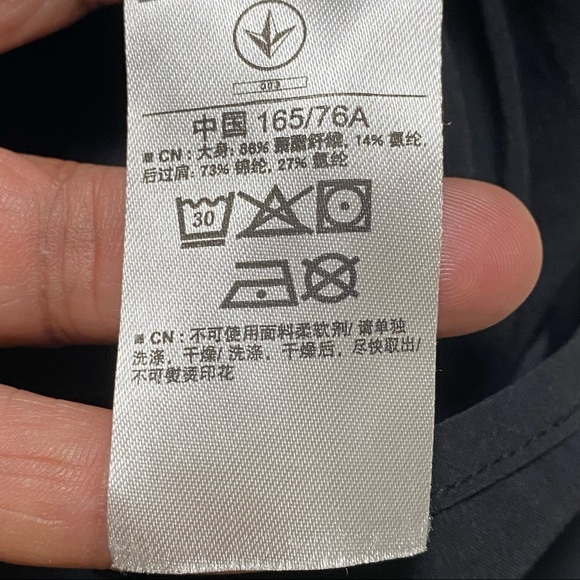 003
中国 165/76A
■ CN : 大身: 86% 聚酯纤维, 14% 氨纶,
后过肩: 73% 锦纶, 27% 氨纶
30
■ CN : 不可使用面料柔软剂/ 请单独
洗涤, 干燥/ 洗涤, 干燥后, 尽快取出/
不可熨烫印花